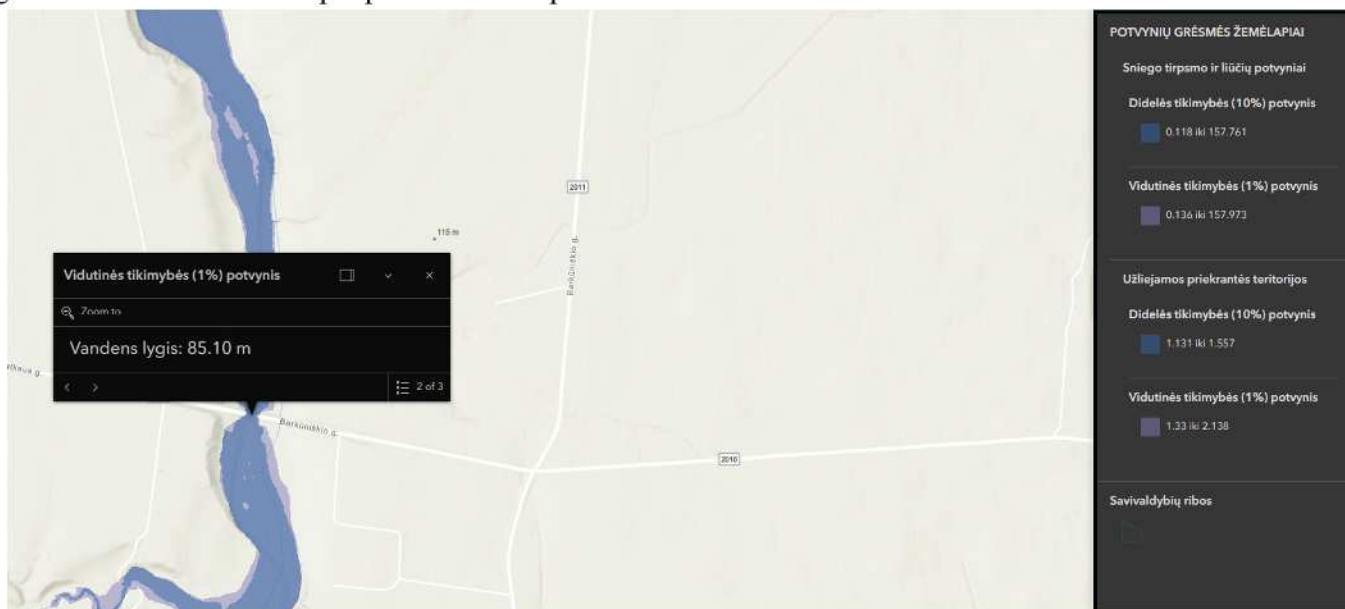 2011
Barkūniškio g.
116 m
Vidutinės tikimybės (1%) potvynis
Zoom to
Vandens lygis: 85.10 m
2 of 3
Barkūniškio g.
2010
POTVYNIŲ GRĖSMĖS ŽEMĖLAPIAI
Sniego tirpsmo ir liūčių potvyniai
Didelės tikimybės (10%) potvynis
0.118 iki 157.761
Vidutinės tikimybės (1%) potvynis
0.136 iki 157.973
Užliejamos priekrantės teritorijos
Didelės tikimybės (10%) potvynis
1.131 iki 1.557
Vidutinės tikimybės (1%) potvynis
1.33 iki 2.138
Savivaldybių ribos